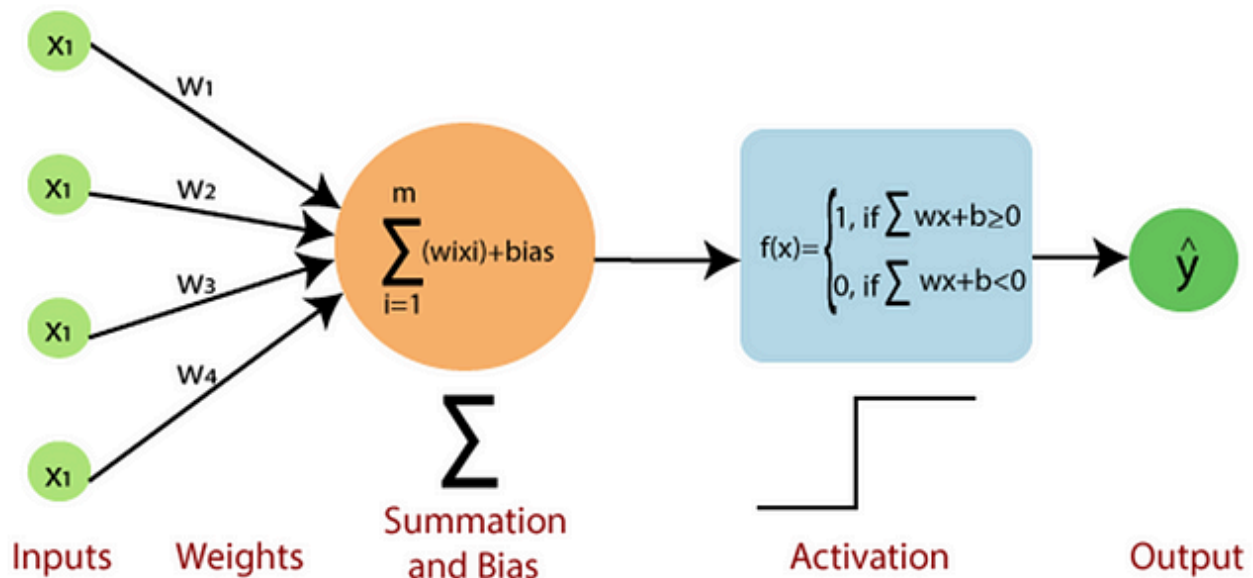 x1
w1
x1
w2
x1
w3
x1
w4
m
∑ (wixi)+bias
i=1
f(x)= {1, if ∑ wx+b≥0
0, if ∑ wx+b<0
ŷ
∑
Inputs
Weights
Summation
and Bias
Activation
Output